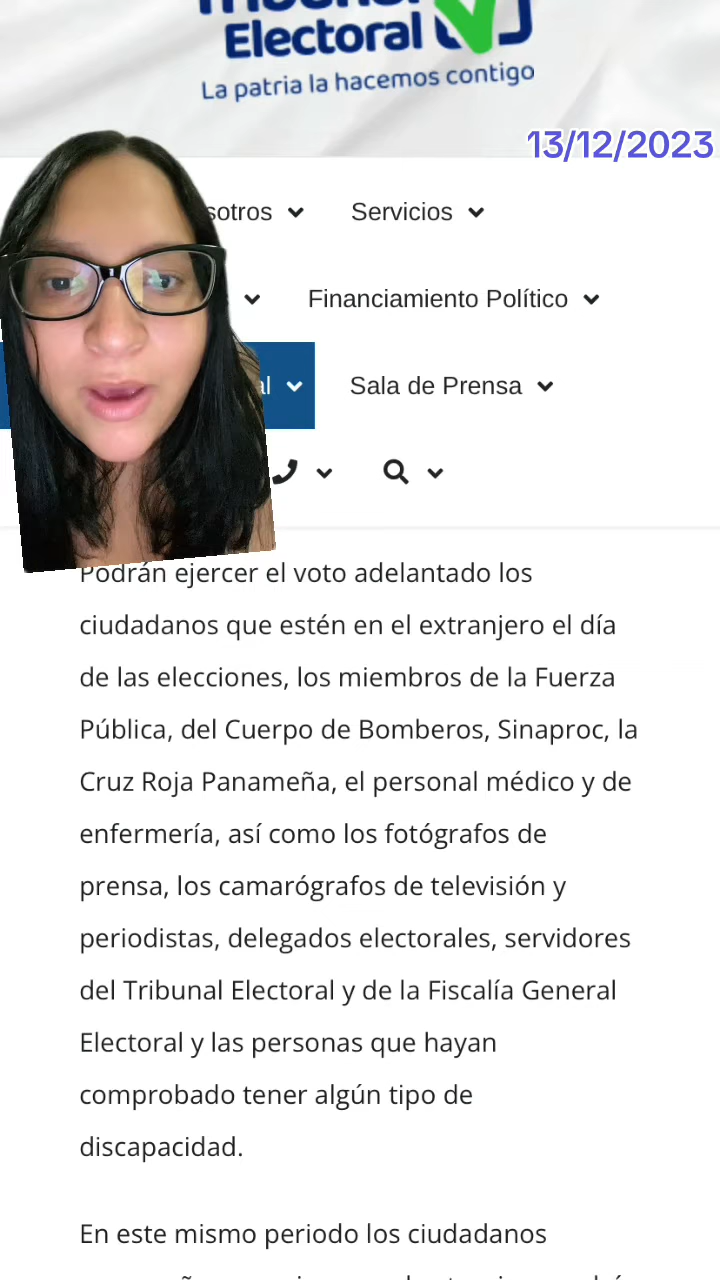 Electoral
La patria la hacemos contigo
13/12/2023
Servicios
Financiamiento Político
Sala de Prensa
Podrán ejercer el voto adelantado los
ciudadanos que estén en el extranjero el día
de las elecciones, los miembros de la Fuerza
Pública, del Cuerpo de Bomberos, Sinaproc, la
Cruz Roja Panameña, el personal médico y de
enfermería, así como los fotógrafos de
prensa, los camarógrafos de televisión y
periodistas, delegados electorales, servidores
del Tribunal Electoral y de la Fiscalía General
Electoral y las personas que hayan
comprobado tener algún tipo de
discapacidad.
En este mismo periodo los ciudadanos